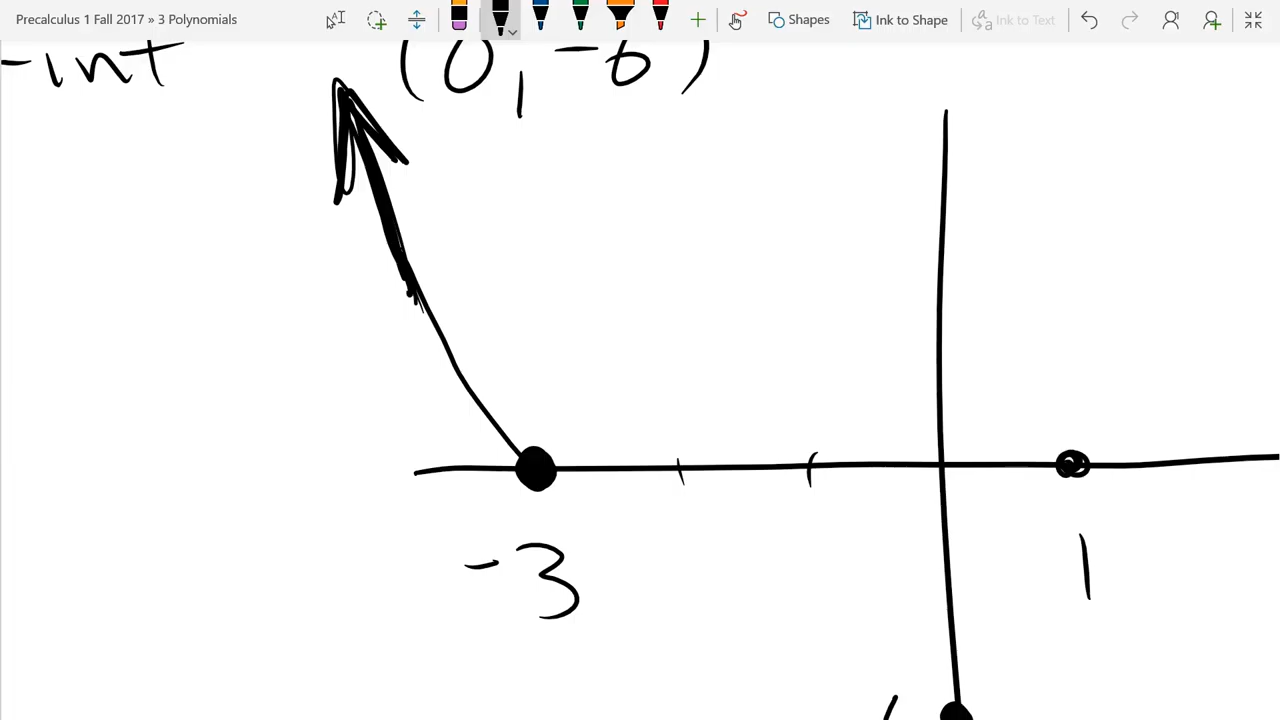 Precalculus 1 Fall 2017 » 3 Polynomials
Shapes
Ink to Shape
Ink to Text
-int (0, -6)
-3
1